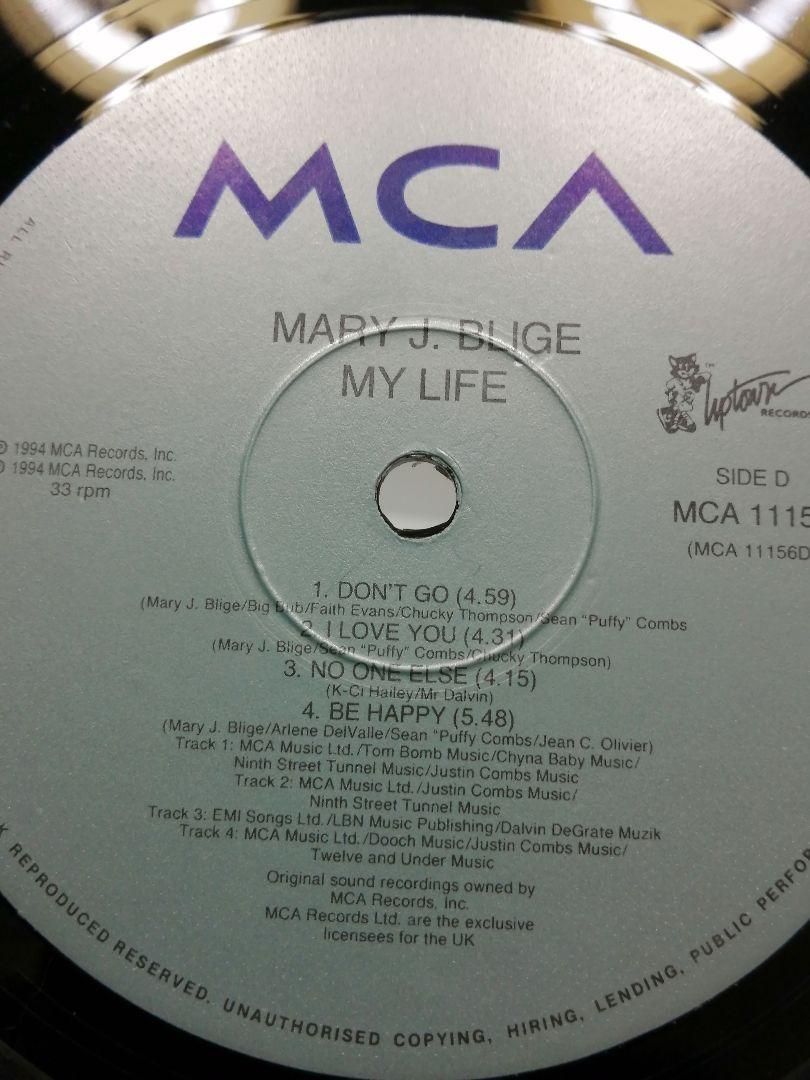 MCA
MARY J. BLIGE
MY LIFE
Uptown
RECORDS
℗ 1994 MCA Records, Inc.
© 1994 MCA Records, Inc.
33 rpm
SIDE D
MCA 1115
(MCA 11156D
1. DON'T GO (4.59)
(Mary J. Blige/Big Bub/Faith Evans/Chucky Thompson/Sean "Puffy" Combs
2. I LOVE YOU (4.31)
(Mary J. Blige/Sean "Puffy" Combs/Chucky Thompson)
3. NO ONE ELSE (4.15)
(K-Ci Hailey/Mr Dalvin)
4. BE HAPPY (5.48)
(Mary J. Blige/Arlene DelValle/Sean "Puffy Combs/Jean C. Olivier)
Track 1: MCA Music Ltd./Tom Bomb Music/Chyna Baby Music/
Ninth Street Tunnel Music/Justin Combs Music
Track 2: MCA Music Ltd./Justin Combs Music/
Ninth Street Tunnel Music
Track 3: EMI Songs Ltd./LBN Music Publishing/Dalvin DeGrate Muzik
Track 4: MCA Music Ltd./Dooch Music/Justin Combs Music/
Twelve and Under Music
Original sound recordings owned by
MCA Records, Inc.
MCA Records Ltd. are the exclusive
licensees for the UK
ALL
REPRODUCED RESERVED. UNAUTHORISED COPYING, HIRING, LENDING, PUBLIC PERFOR